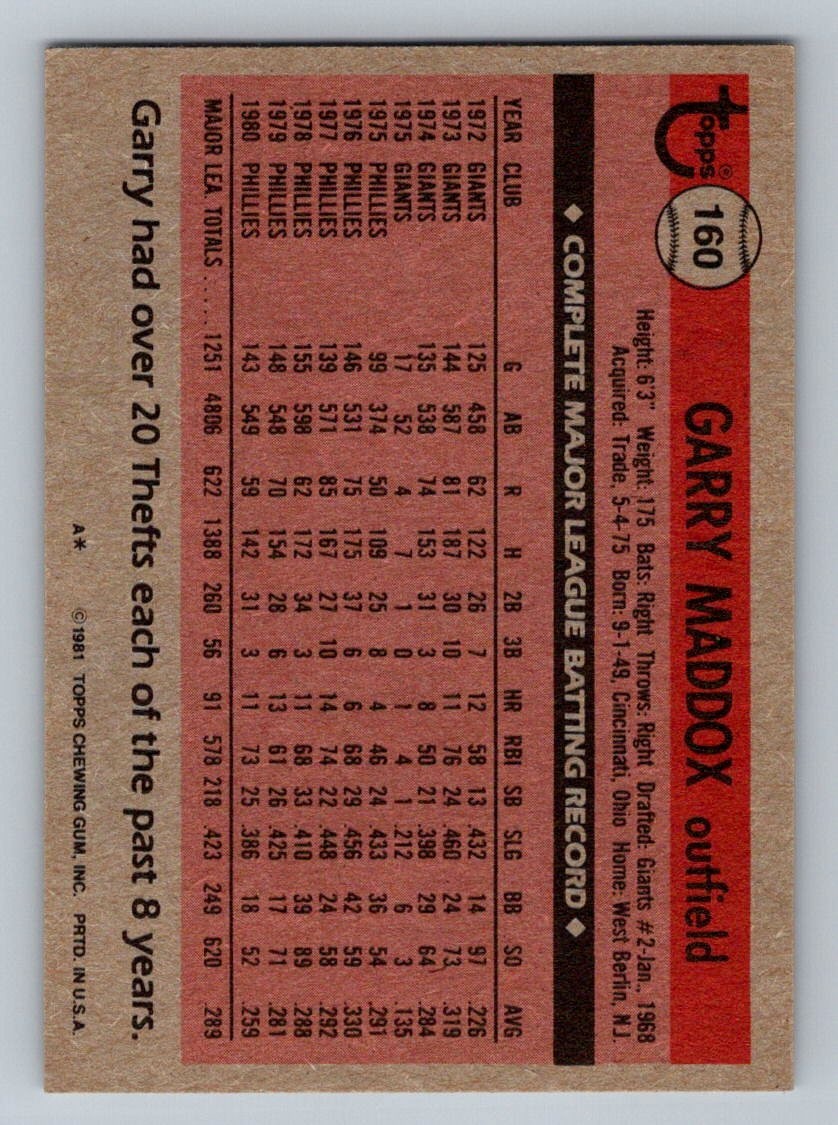 Topps® 160 GARRY MADDOX outfield
Height: 6'3" Weight: 175 Bats: Right Throws: Right Drafted: Giants #2-Jan., 1968
Acquired: Trade, 5-4-75 Born: 9-1-49, Cincinnati, Ohio Home: West Berlin, N.J.
◆ COMPLETE MAJOR LEAGUE BATTING RECORD ◆
YEAR CLUB G AB R H 2B 3B HR RBI SB SLG BB SO AVG
1972 GIANTS 125 458 62 122 26 7 12 58 13 .432 14 97 .226
1973 GIANTS 144 587 81 187 30 10 11 76 24 .460 24 73 .319
1974 GIANTS 135 538 74 153 31 3 8 50 21 .398 29 64 .284
1975 GIANTS 17 52 4 7 1 0 1 4 1 .212 6 3 .135
1975 PHILLIES 99 374 50 109 25 8 4 46 24 .433 36 54 .291
1976 PHILLIES 146 531 75 175 37 6 6 68 29 .456 42 59 .330
1977 PHILLIES 139 571 85 167 27 10 14 74 22 .448 24 58 .292
1978 PHILLIES 155 598 62 172 34 3 11 68 33 .410 39 89 .288
1979 PHILLIES 148 548 70 154 28 6 13 61 26 .425 17 71 .281
1980 PHILLIES 143 549 59 142 31 3 11 73 25 .386 18 52 .259
MAJOR LEA. TOTALS ..... 1251 4806 622 1388 260 56 91 578 218 .423 249 620 .289
Garry had over 20 Thefts each of the past 8 years.
A* ©1981 TOPPS CHEWING GUM, INC. PRTD. IN U.S.A.